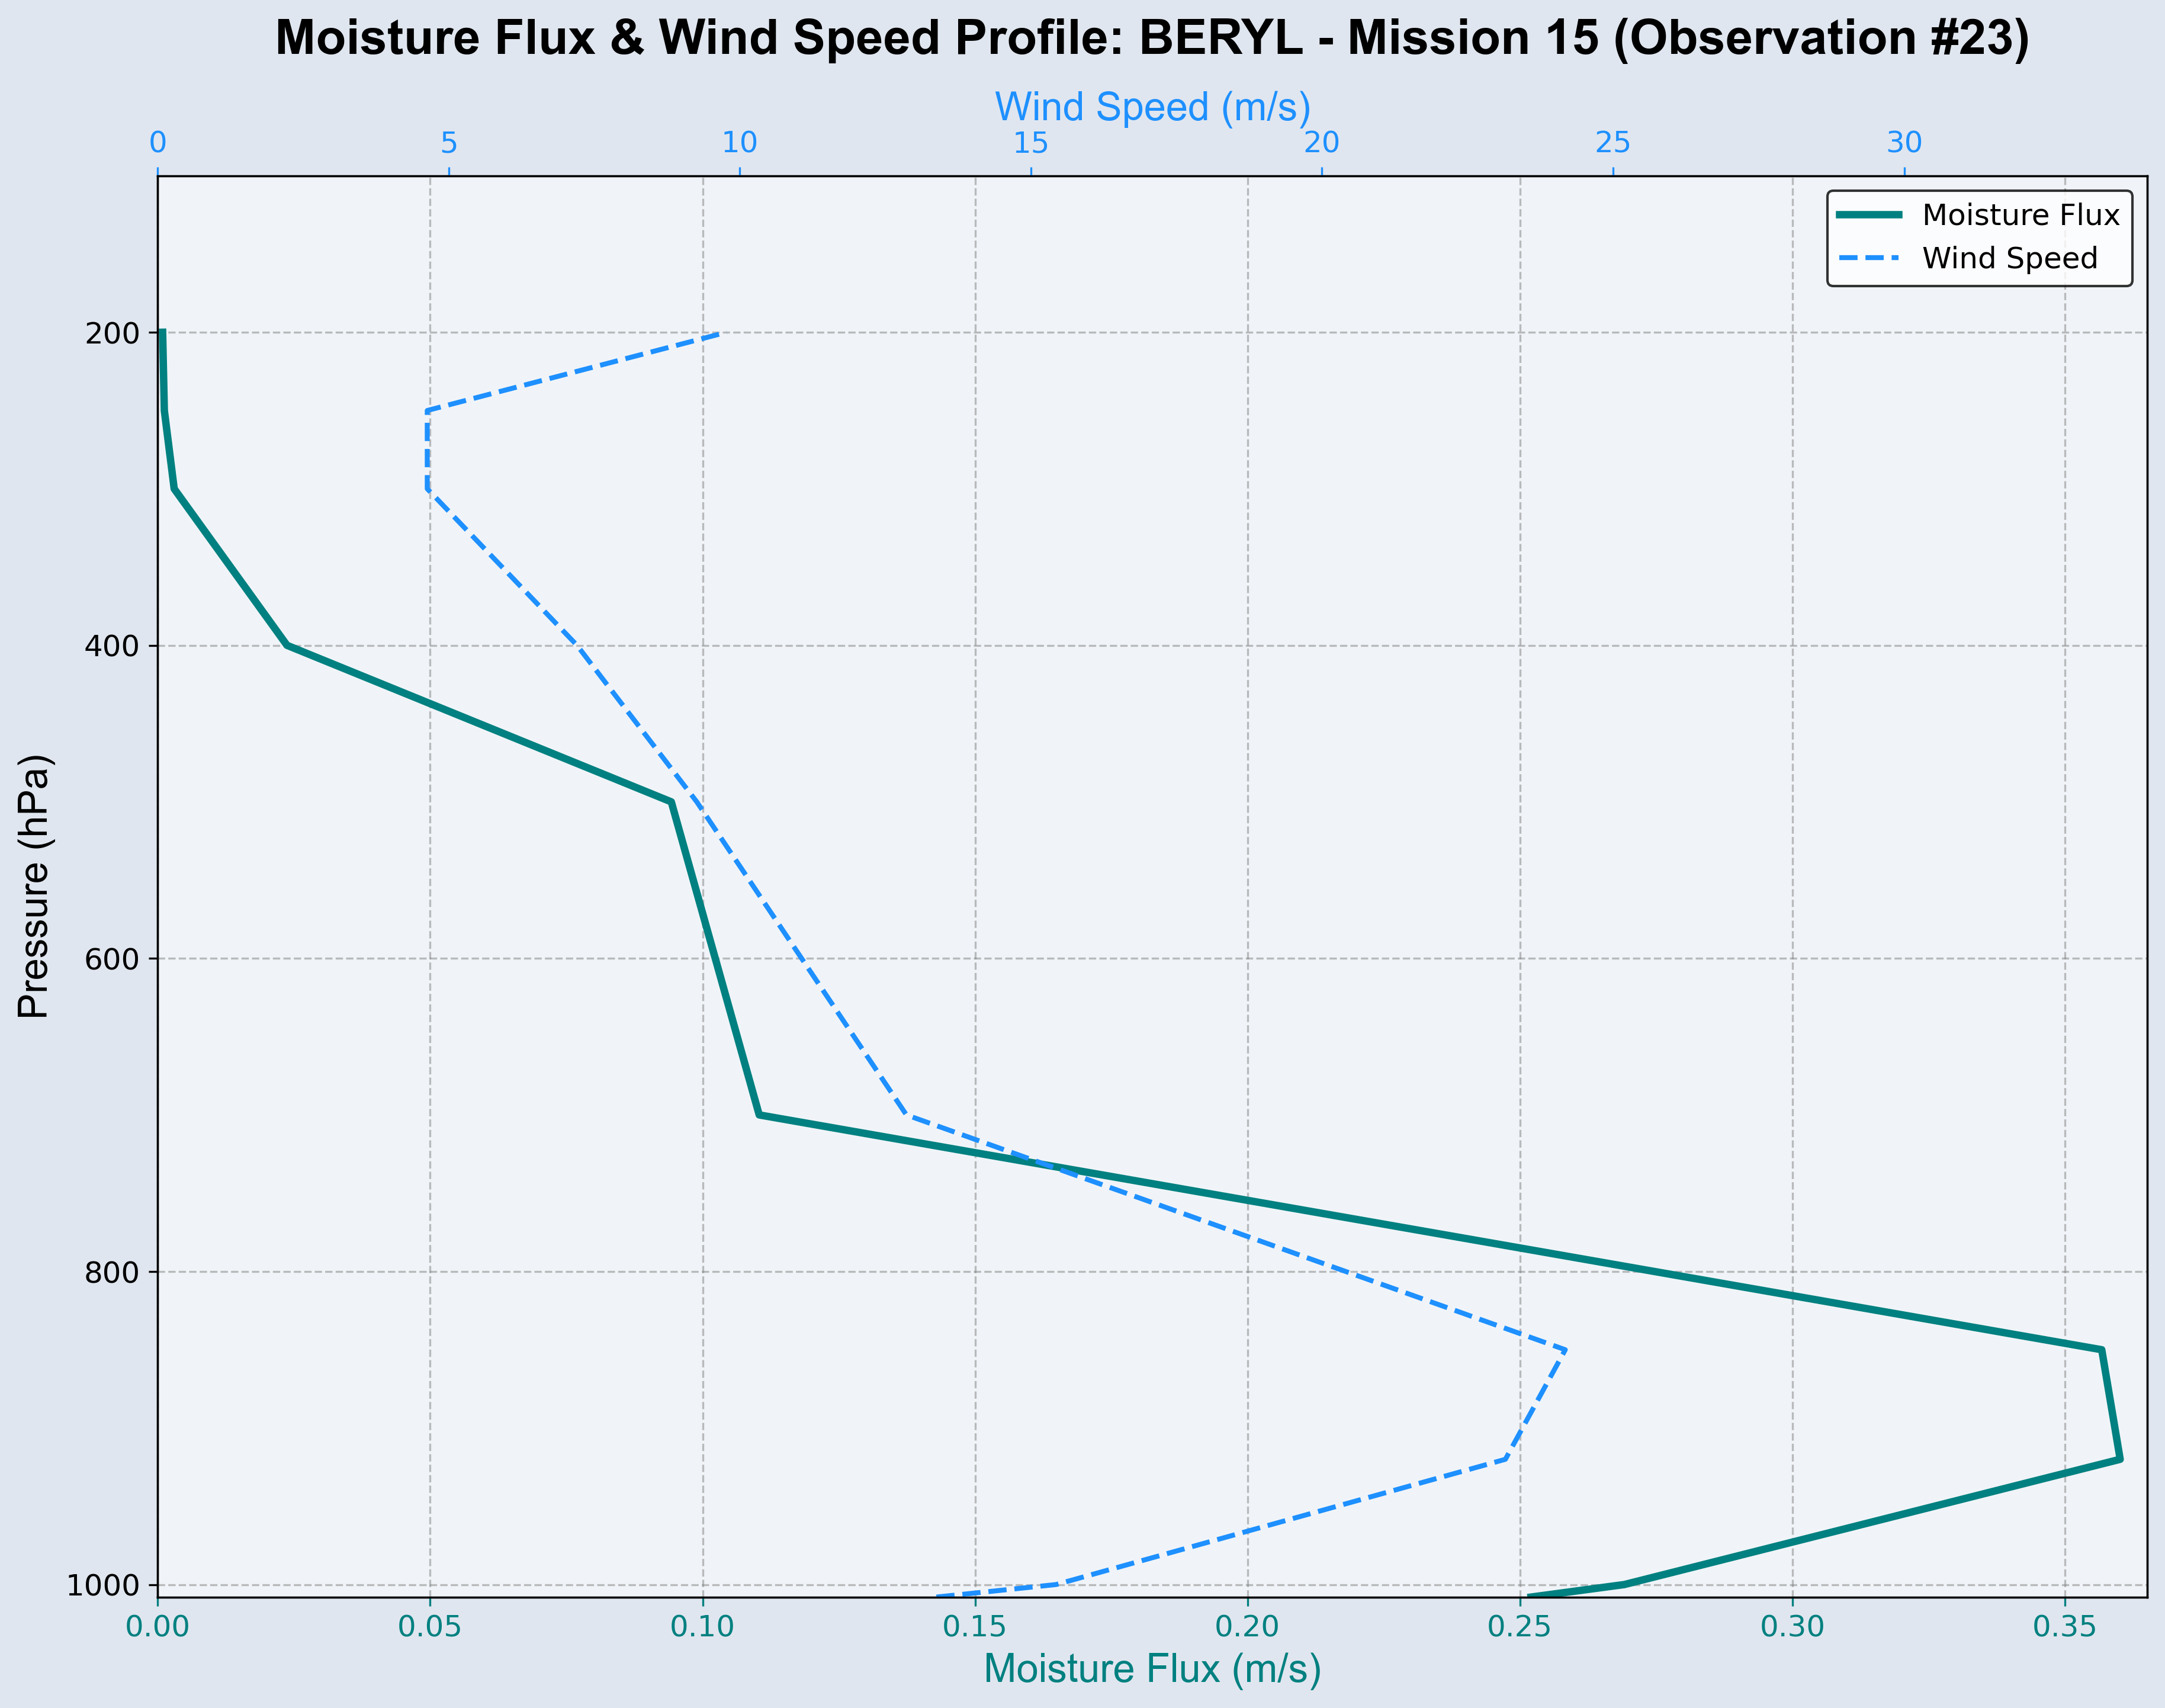 Moisture Flux & Wind Speed Profile: BERYL - Mission 15 (Observation #23)
Wind Speed (m/s)
0 5 10 15 20 25 30
Moisture Flux
Wind Speed
200
400
600
800
1000
Pressure (hPa)
0.00 0.05 0.10 0.15 0.20 0.25 0.30 0.35
Moisture Flux (m/s)